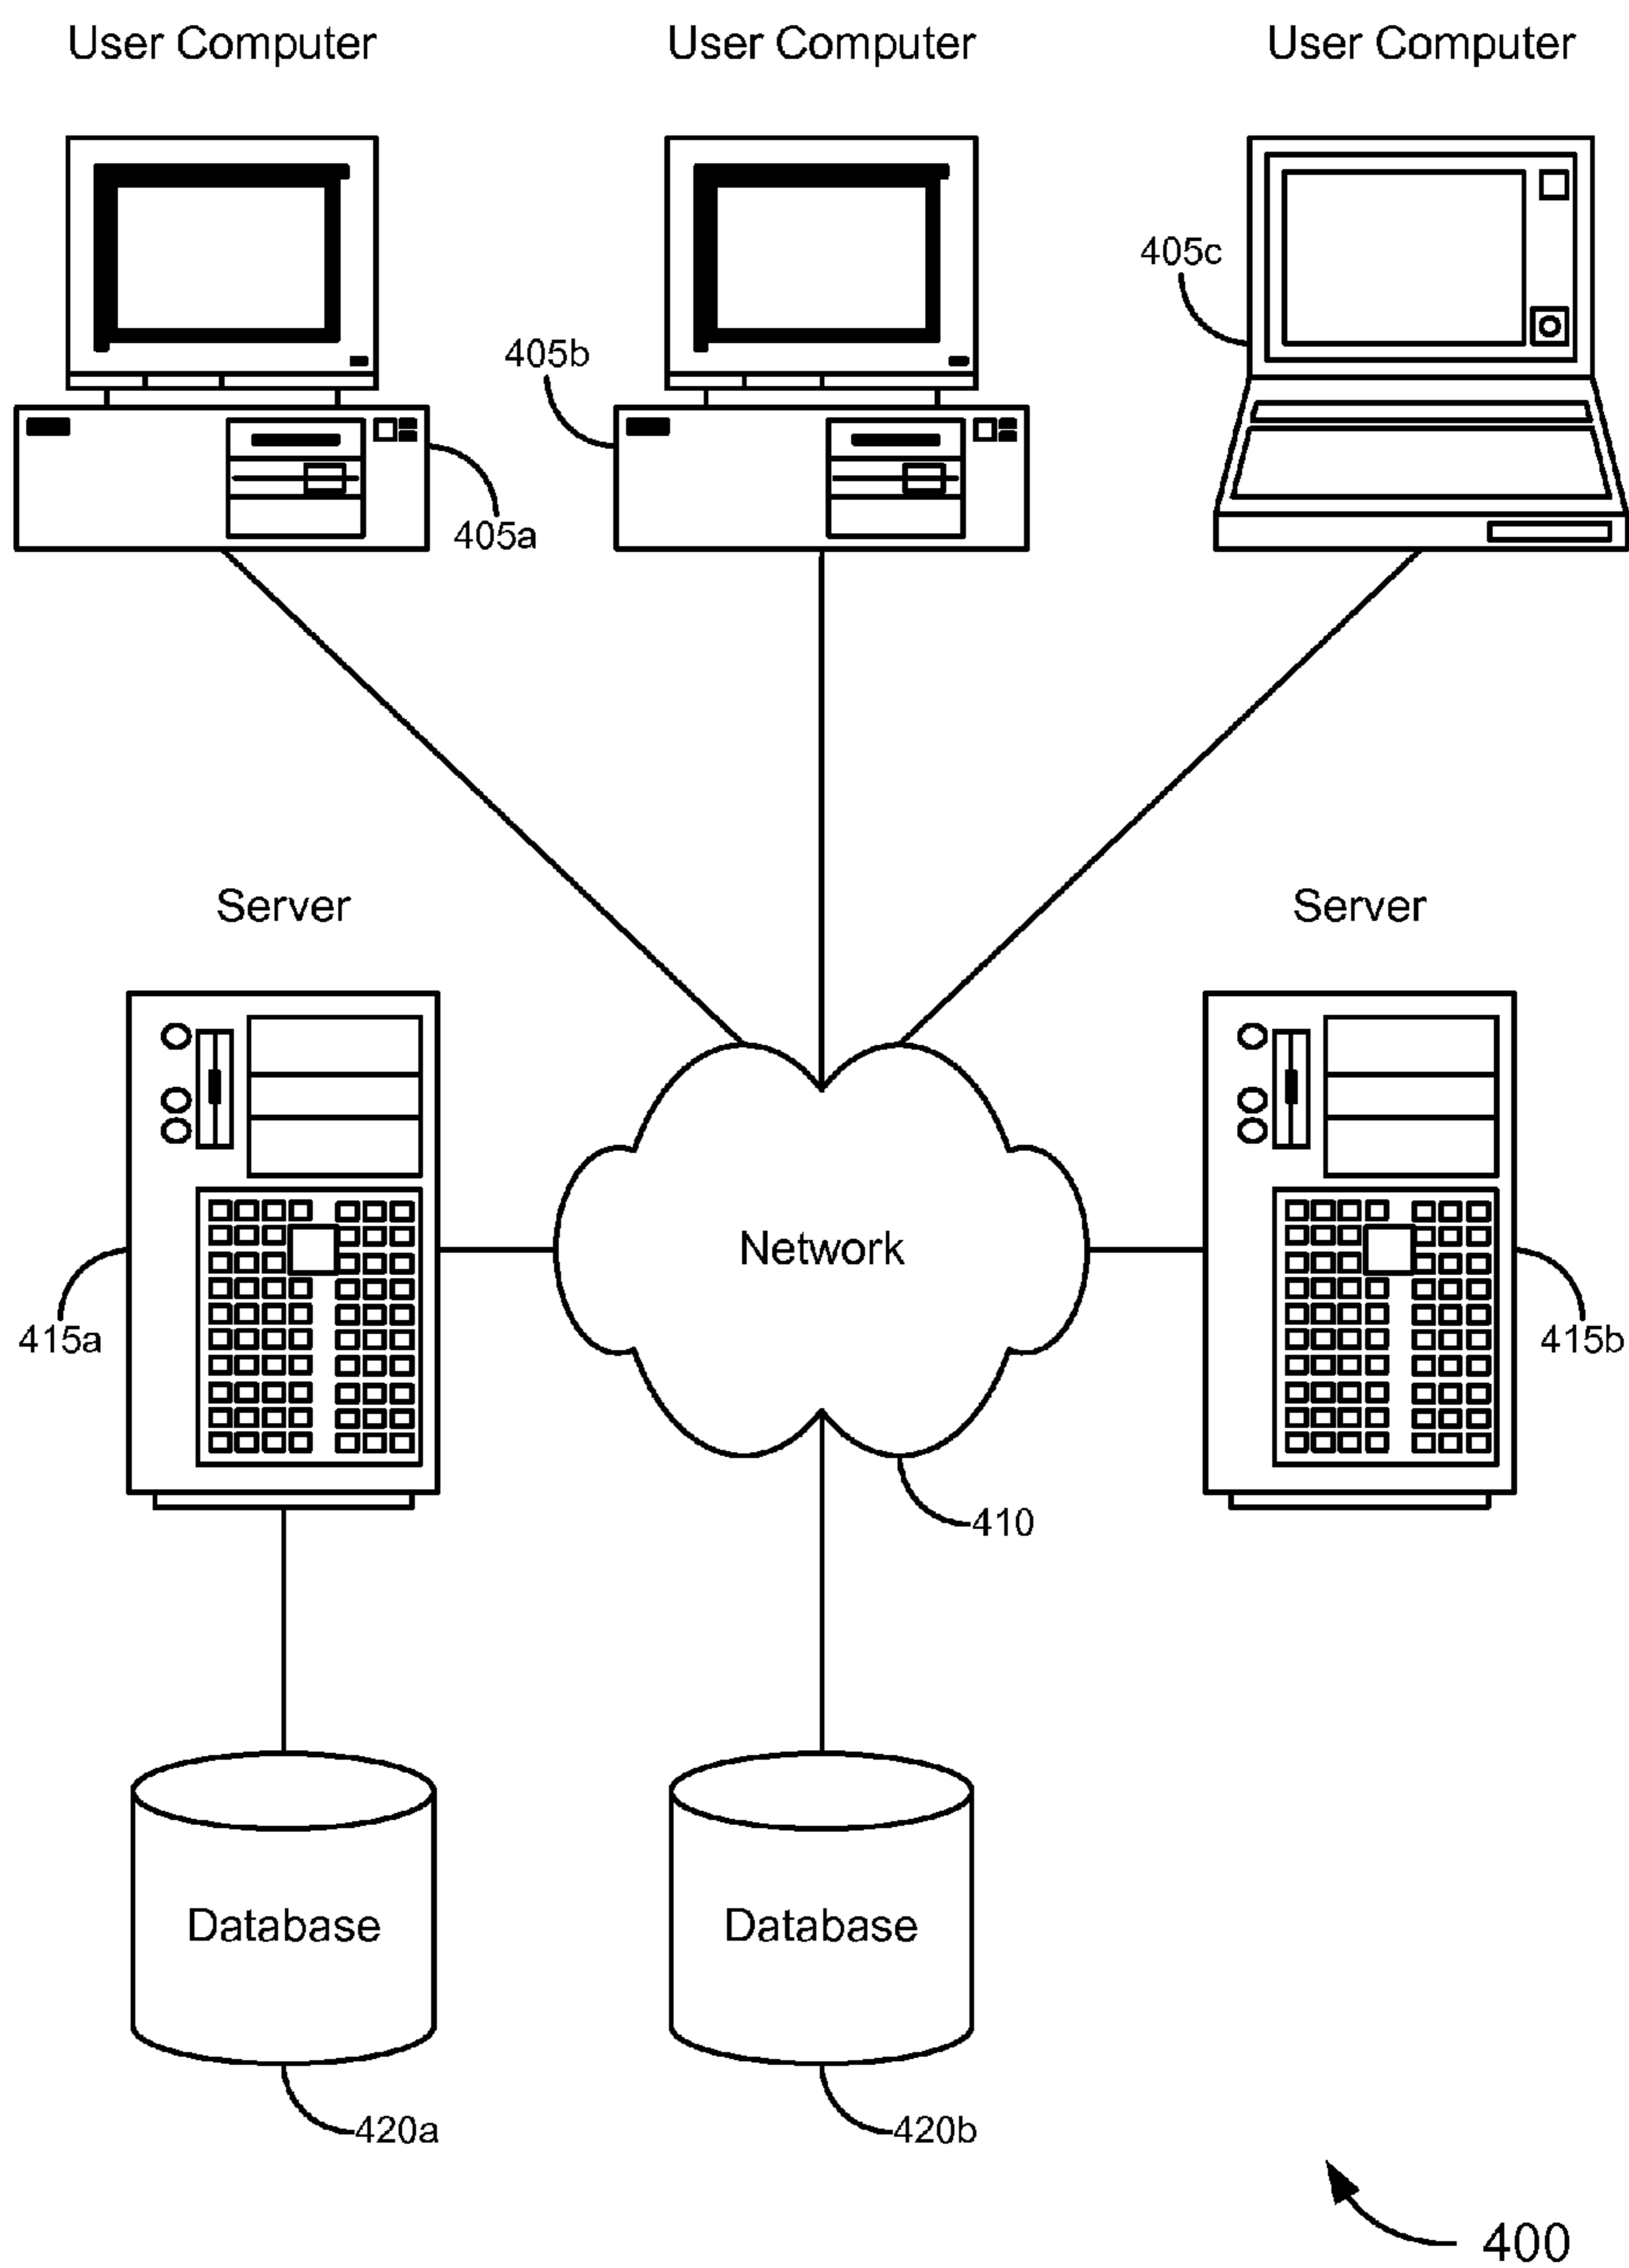 User Computer
User Computer
User Computer
405c
405b
405a
Server
Server
Network
415a
415b
410
Database
Database
420a
420b
400